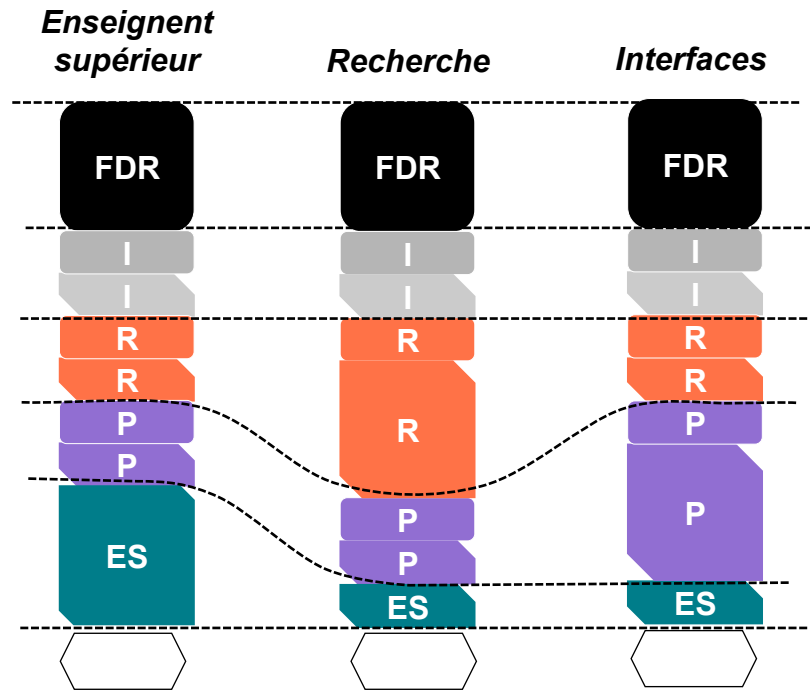 Enseignent
supérieur
Recherche
Interfaces
FDR
FDR
FDR
I
I
I
I
I
I
R
R
R
R
R
R
P
P
P
P
P
P
ES
ES
ES